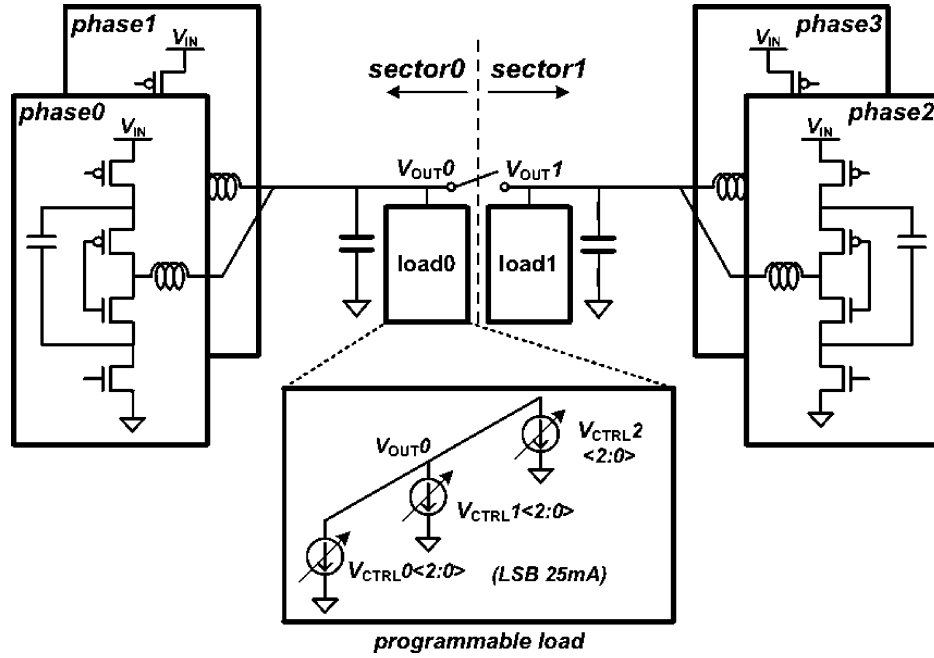 phase1
phase3
VIN
VIN
sector0
sector1
phase0
phase2
VIN
VIN
VOUT0
VOUT1
load0
load1
VOUT0
VCTRL2
<2:0>
VCTRL1<2:0>
VCTRL0<2:0>
(LSB 25mA)
programmable load